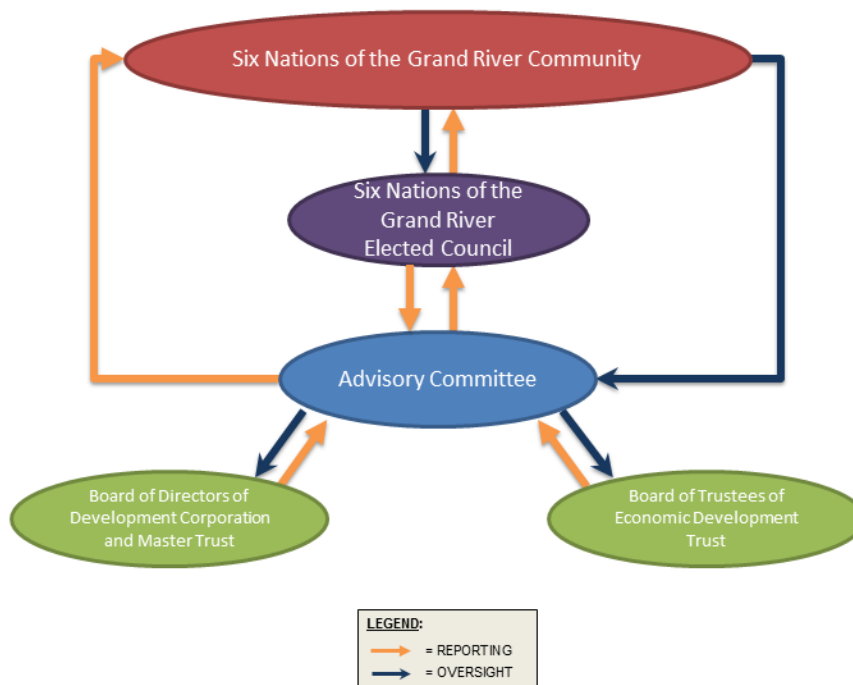 Six Nations of the Grand River Community
Six Nations of the
Grand River
Elected Council
Advisory Committee
Board of Directors of
Development Corporation
and Master Trust
Board of Trustees of
Economic Development
Trust
LEGEND:
= REPORTING
= OVERSIGHT